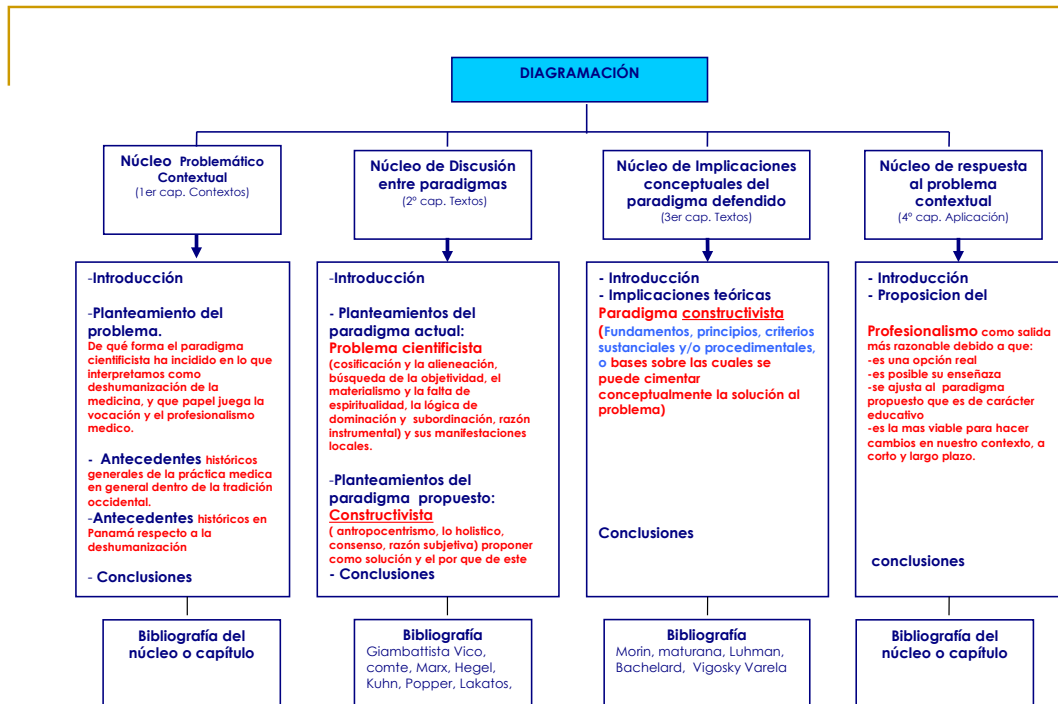 DIAGRAMACIÓN
Núcleo Problemático
Contextual
(1er cap. Contextos)
Núcleo de Discusión
entre paradigmas
(2º cap. Textos)
Núcleo de Implicaciones
conceptuales del
paradigma defendido
(3er cap. Textos)
Núcleo de respuesta
al problema
contextual
(4º cap. Aplicación)
-Introducción
-Planteamiento del
problema.
De qué forma el paradigma
cientificista ha incidido en lo que
interpretamos como
deshumanización de la
medicina, y que papel juega la
vocación y el profesionalismo
medico.
- Antecedentes históricos
generales de la práctica medica
en general dentro de la tradición
occidental.
-Antecedentes históricos en
Panamá respecto a la
deshumanización
- Conclusiones
-Introducción
- Planteamientos del
paradigma actual:
Problema cientificista
(cosificación y la alieneación,
búsqueda de la objetividad, el
materialismo y la falta de
espiritualidad, la lógica de
dominación y subordinación, razón
instrumental) y sus manifestaciones
locales.
-Planteamientos del
paradigma propuesto:
Constructivista
( antropocentrismo, lo holistico,
consenso, razón subjetiva) proponer
como solución y el por que de este
- Conclusiones
- Introducción
- Implicaciones teóricas
Paradigma constructivista
(Fundamentos, principios, criterios
sustanciales y/o procedimentales,
o bases sobre las cuales se
puede cimentar
conceptualmente la solución al
problema)
Conclusiones
- Introducción
- Proposicion del
Profesionalismo como salida
más razonable debido a que:
-es una opción real
-es posible su enseñaza
-se ajusta al paradigma
propuesto que es de carácter
educativo
-es la mas viable para hacer
cambios en nuestro contexto, a
corto y largo plazo.
conclusiones
Bibliografía del
núcleo o capítulo
Bibliografía
Giambattista Vico,
comte, Marx, Hegel,
Kuhn, Popper, Lakatos,
Bibliografía
Morin, maturana, Luhman,
Bachelard, Vigosky Varela
Bibliografía del
núcleo o capítulo